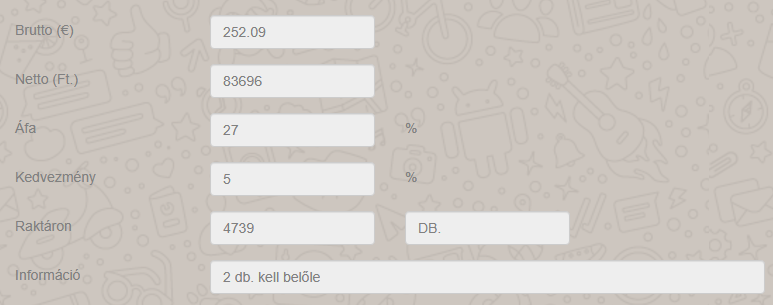 Brutto (€) 252.09
Netto (Ft.) 83696
Áfa 27 %
Kedvezmény 5 %
Raktáron 4739 DB.
Információ 2 db. kell belőle